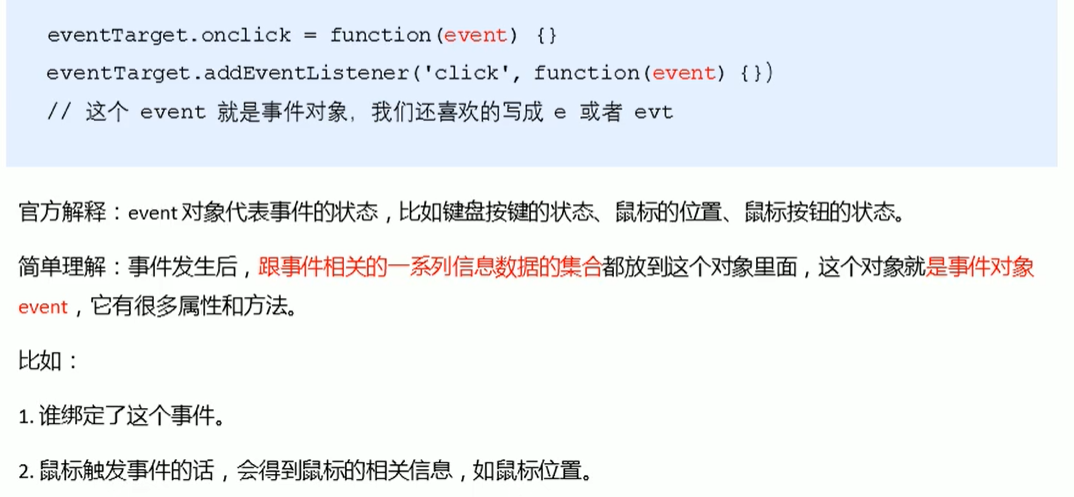 eventTarget.onclick = function(event) {}
eventTarget.addEventListener('click', function(event) {})
// 这个 event 就是事件对象，我们还喜欢的写成 e 或者 evt
官方解释：event对象代表事件的状态，比如键盘按键的状态、鼠标的位置、鼠标按钮的状态。
简单理解：事件发生后，跟事件相关的一系列信息数据的集合都放到这个对象里面，这个对象就是事件对象
event，它有很多属性和方法。
比如：
1. 谁绑定了这个事件。
2. 鼠标触发事件的话，会得到鼠标的相关信息，如鼠标位置。